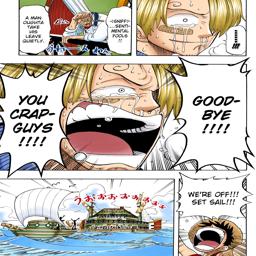 ‹SNIFF›
...SENTI-
MENTAL
FOOLS
!!
A MAN
OUGHTA
TAKE
HIS
LEAVE
QUIETLY.
GOOD-
BYE
!!!!
YOU
CRAP-
GUYS
!!!!
WE'RE OFF!!!
SET SAIL!!!